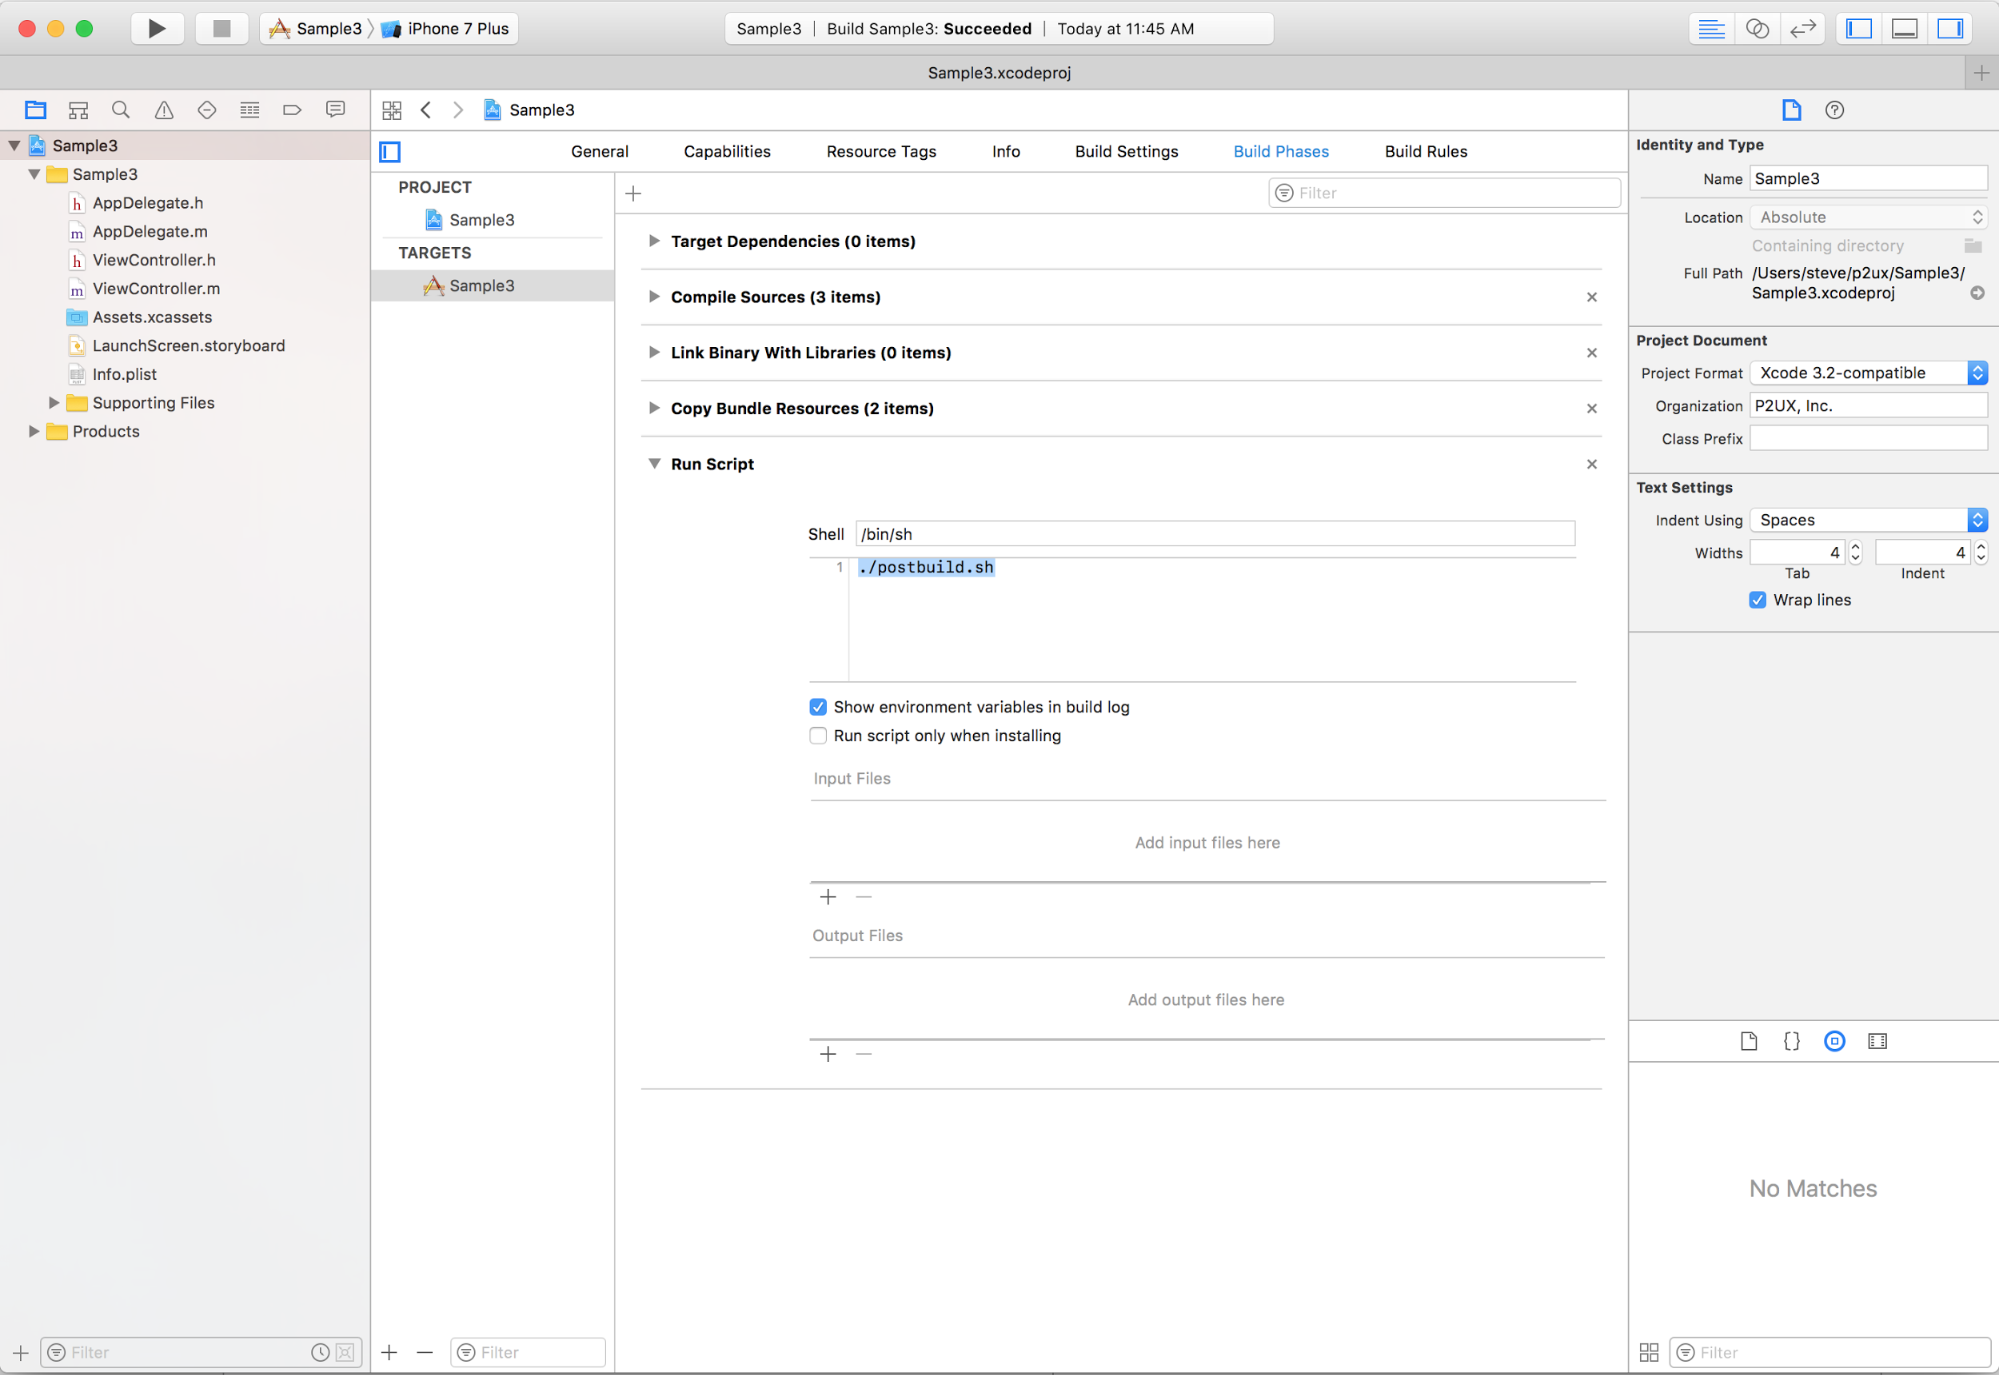 Sample3 〉 iPhone 7 Plus
Sample3 | Build Sample3: Succeeded | Today at 11:45 AM
Sample3.xcodeproj
Sample3
Sample3
AppDelegate.h
AppDelegate.m
ViewController.h
ViewController.m
Assets.xcassets
LaunchScreen.storyboard
Info.plist
Supporting Files
Products
Filter
Sample3
General Capabilities Resource Tags Info Build Settings Build Phases Build Rules
PROJECT
Sample3
TARGETS
Sample3
Filter
Filter
Target Dependencies (0 items)
Compile Sources (3 items)
Link Binary With Libraries (0 items)
Copy Bundle Resources (2 items)
Run Script
Shell /bin/sh
1 ./postbuild.sh
Show environment variables in build log
Run script only when installing
Input Files
Add input files here
Output Files
Add output files here
Identity and Type
Name Sample3
Location Absolute
Containing directory
Full Path /Users/steve/p2ux/Sample3/
Sample3.xcodeproj
Project Document
Project Format Xcode 3.2-compatible
Organization P2UX, Inc.
Class Prefix
Text Settings
Indent Using Spaces
Widths 4 4
Tab Indent
Wrap lines
No Matches
Filter